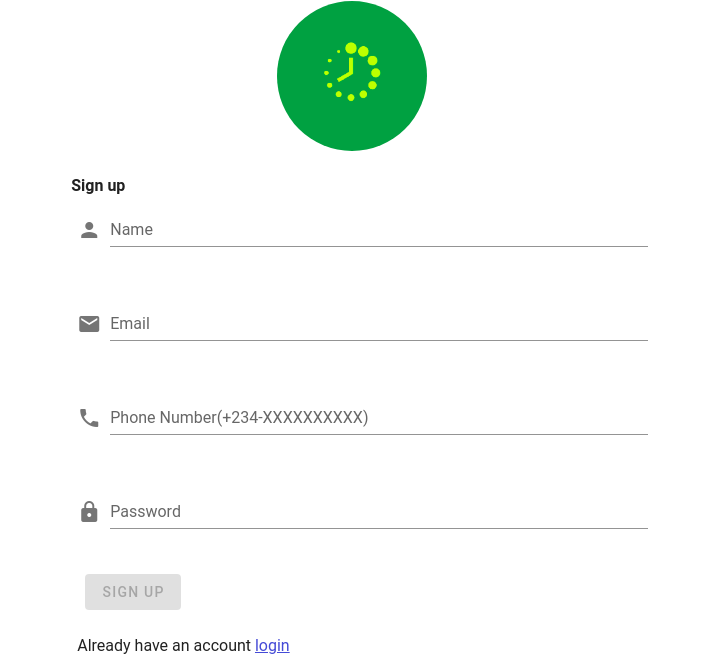 Sign up
Name
Email
Phone Number(+234-XXXXXXXXXX)
Password
SIGN UP
Already have an account login